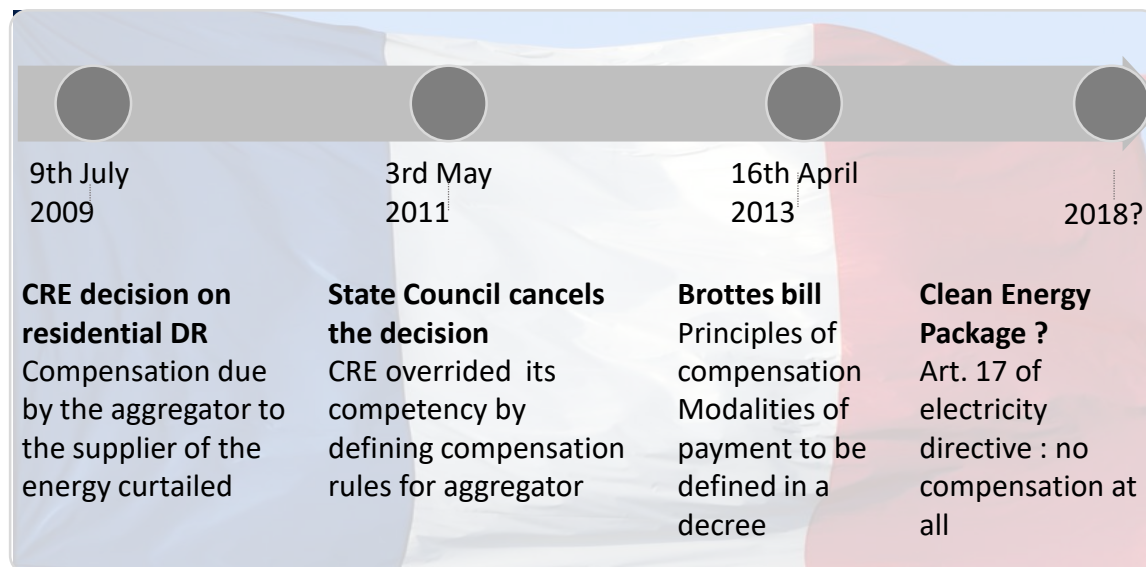 9th July
2009
3rd May
2011
16th April
2013
2018?
CRE decision on
residential DR
Compensation due
by the aggregator to
the supplier of the
energy curtailed
State Council cancels
the decision
CRE overrided  its
competency by
defining compensation
rules for aggregator
Brottes bill
Principles of
compensation
Modalities of
payment to be
defined in a
decree
Clean Energy
Package ?
Art. 17 of
electricity
directive : no
compensation at
all